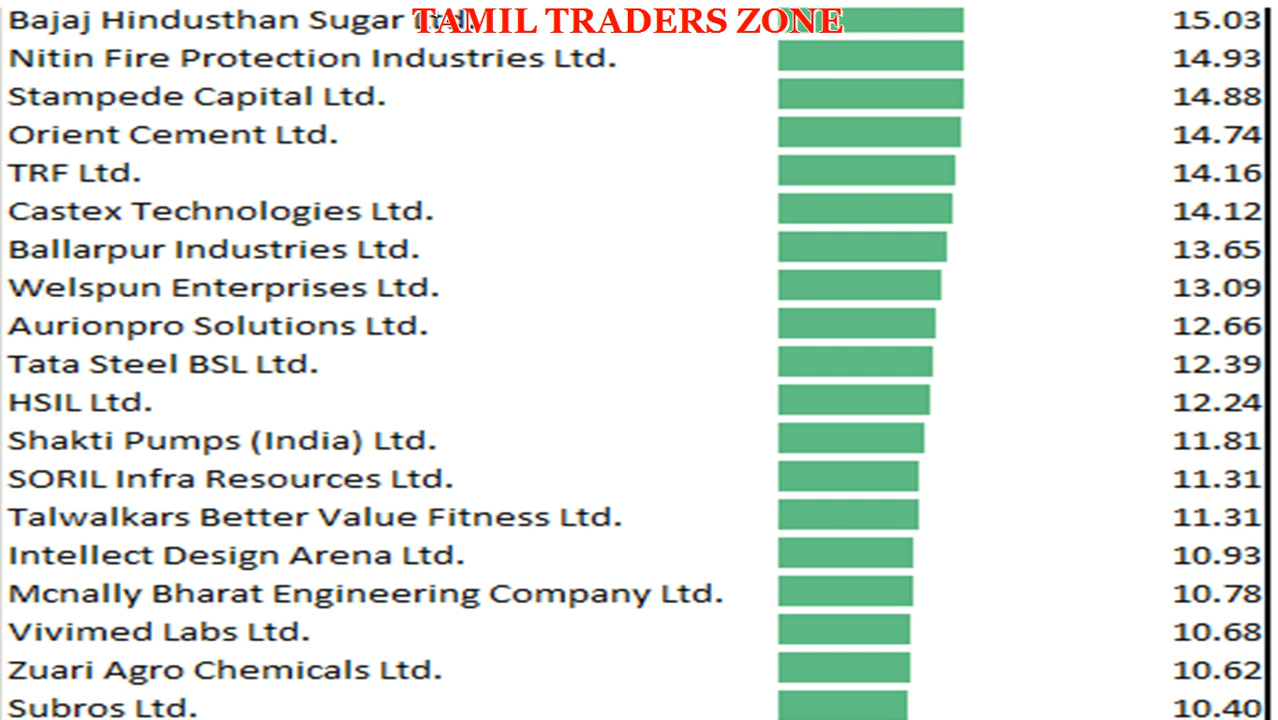 TAMIL TRADERS ZONE
Bajaj Hindusthan Sugar Ltd. 15.03
Nitin Fire Protection Industries Ltd. 14.93
Stampede Capital Ltd. 14.88
Orient Cement Ltd. 14.74
TRF Ltd. 14.16
Castex Technologies Ltd. 14.12
Ballarpur Industries Ltd. 13.65
Welspun Enterprises Ltd. 13.09
Aurionpro Solutions Ltd. 12.66
Tata Steel BSL Ltd. 12.39
HSIL Ltd. 12.24
Shakti Pumps (India) Ltd. 11.81
SORIL Infra Resources Ltd. 11.31
Talwalkars Better Value Fitness Ltd. 11.31
Intellect Design Arena Ltd. 10.93
Mcnally Bharat Engineering Company Ltd. 10.78
Vivimed Labs Ltd. 10.68
Zuari Agro Chemicals Ltd. 10.62
Subros Ltd. 10.40